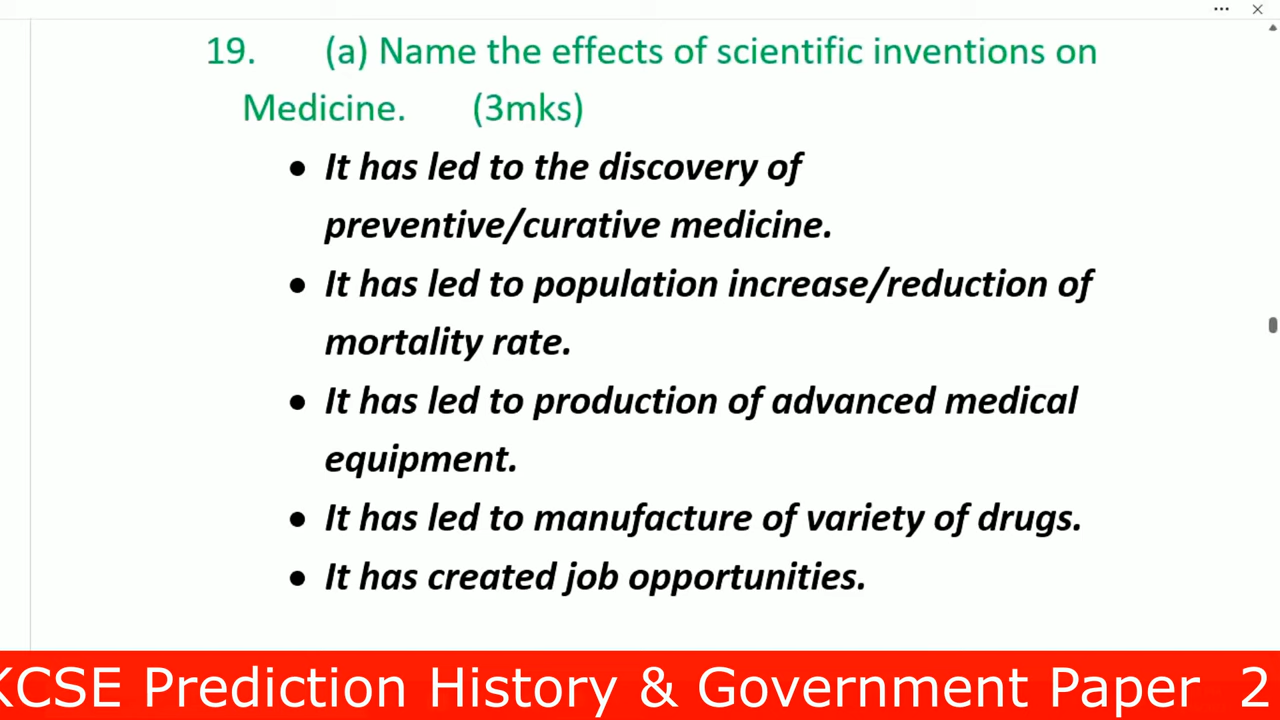 19. (a) Name the effects of scientific inventions on
Medicine. (3mks)
• It has led to the discovery of
preventive/curative medicine.
• It has led to population increase/reduction of
mortality rate.
• It has led to production of advanced medical
equipment.
• It has led to manufacture of variety of drugs.
• It has created job opportunities.
KCSE Prediction History & Government Paper 2